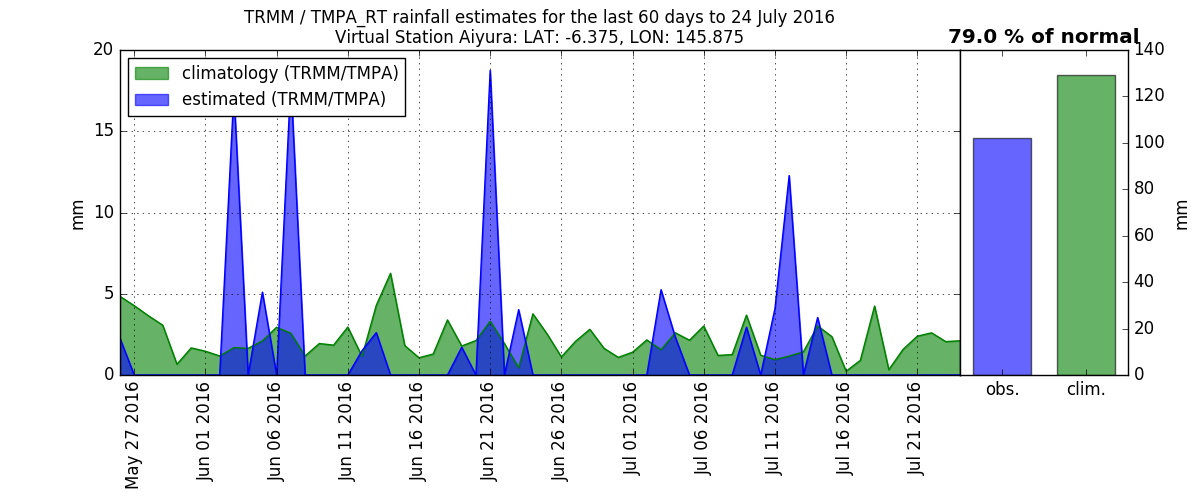 TRMM / TMPA_RT rainfall estimates for the last 60 days to 24 July 2016
Virtual Station Aiyura: LAT: -6.375, LON: 145.875
79.0 % of normal
climatology (TRMM/TMPA)
estimated (TRMM/TMPA)
20
15
10
5
0
mm
May 27 2016
Jun 01 2016
Jun 06 2016
Jun 11 2016
Jun 16 2016
Jun 21 2016
Jun 26 2016
Jul 01 2016
Jul 06 2016
Jul 11 2016
Jul 16 2016
Jul 21 2016
140
120
100
80
60
40
20
0
mm
obs.
clim.